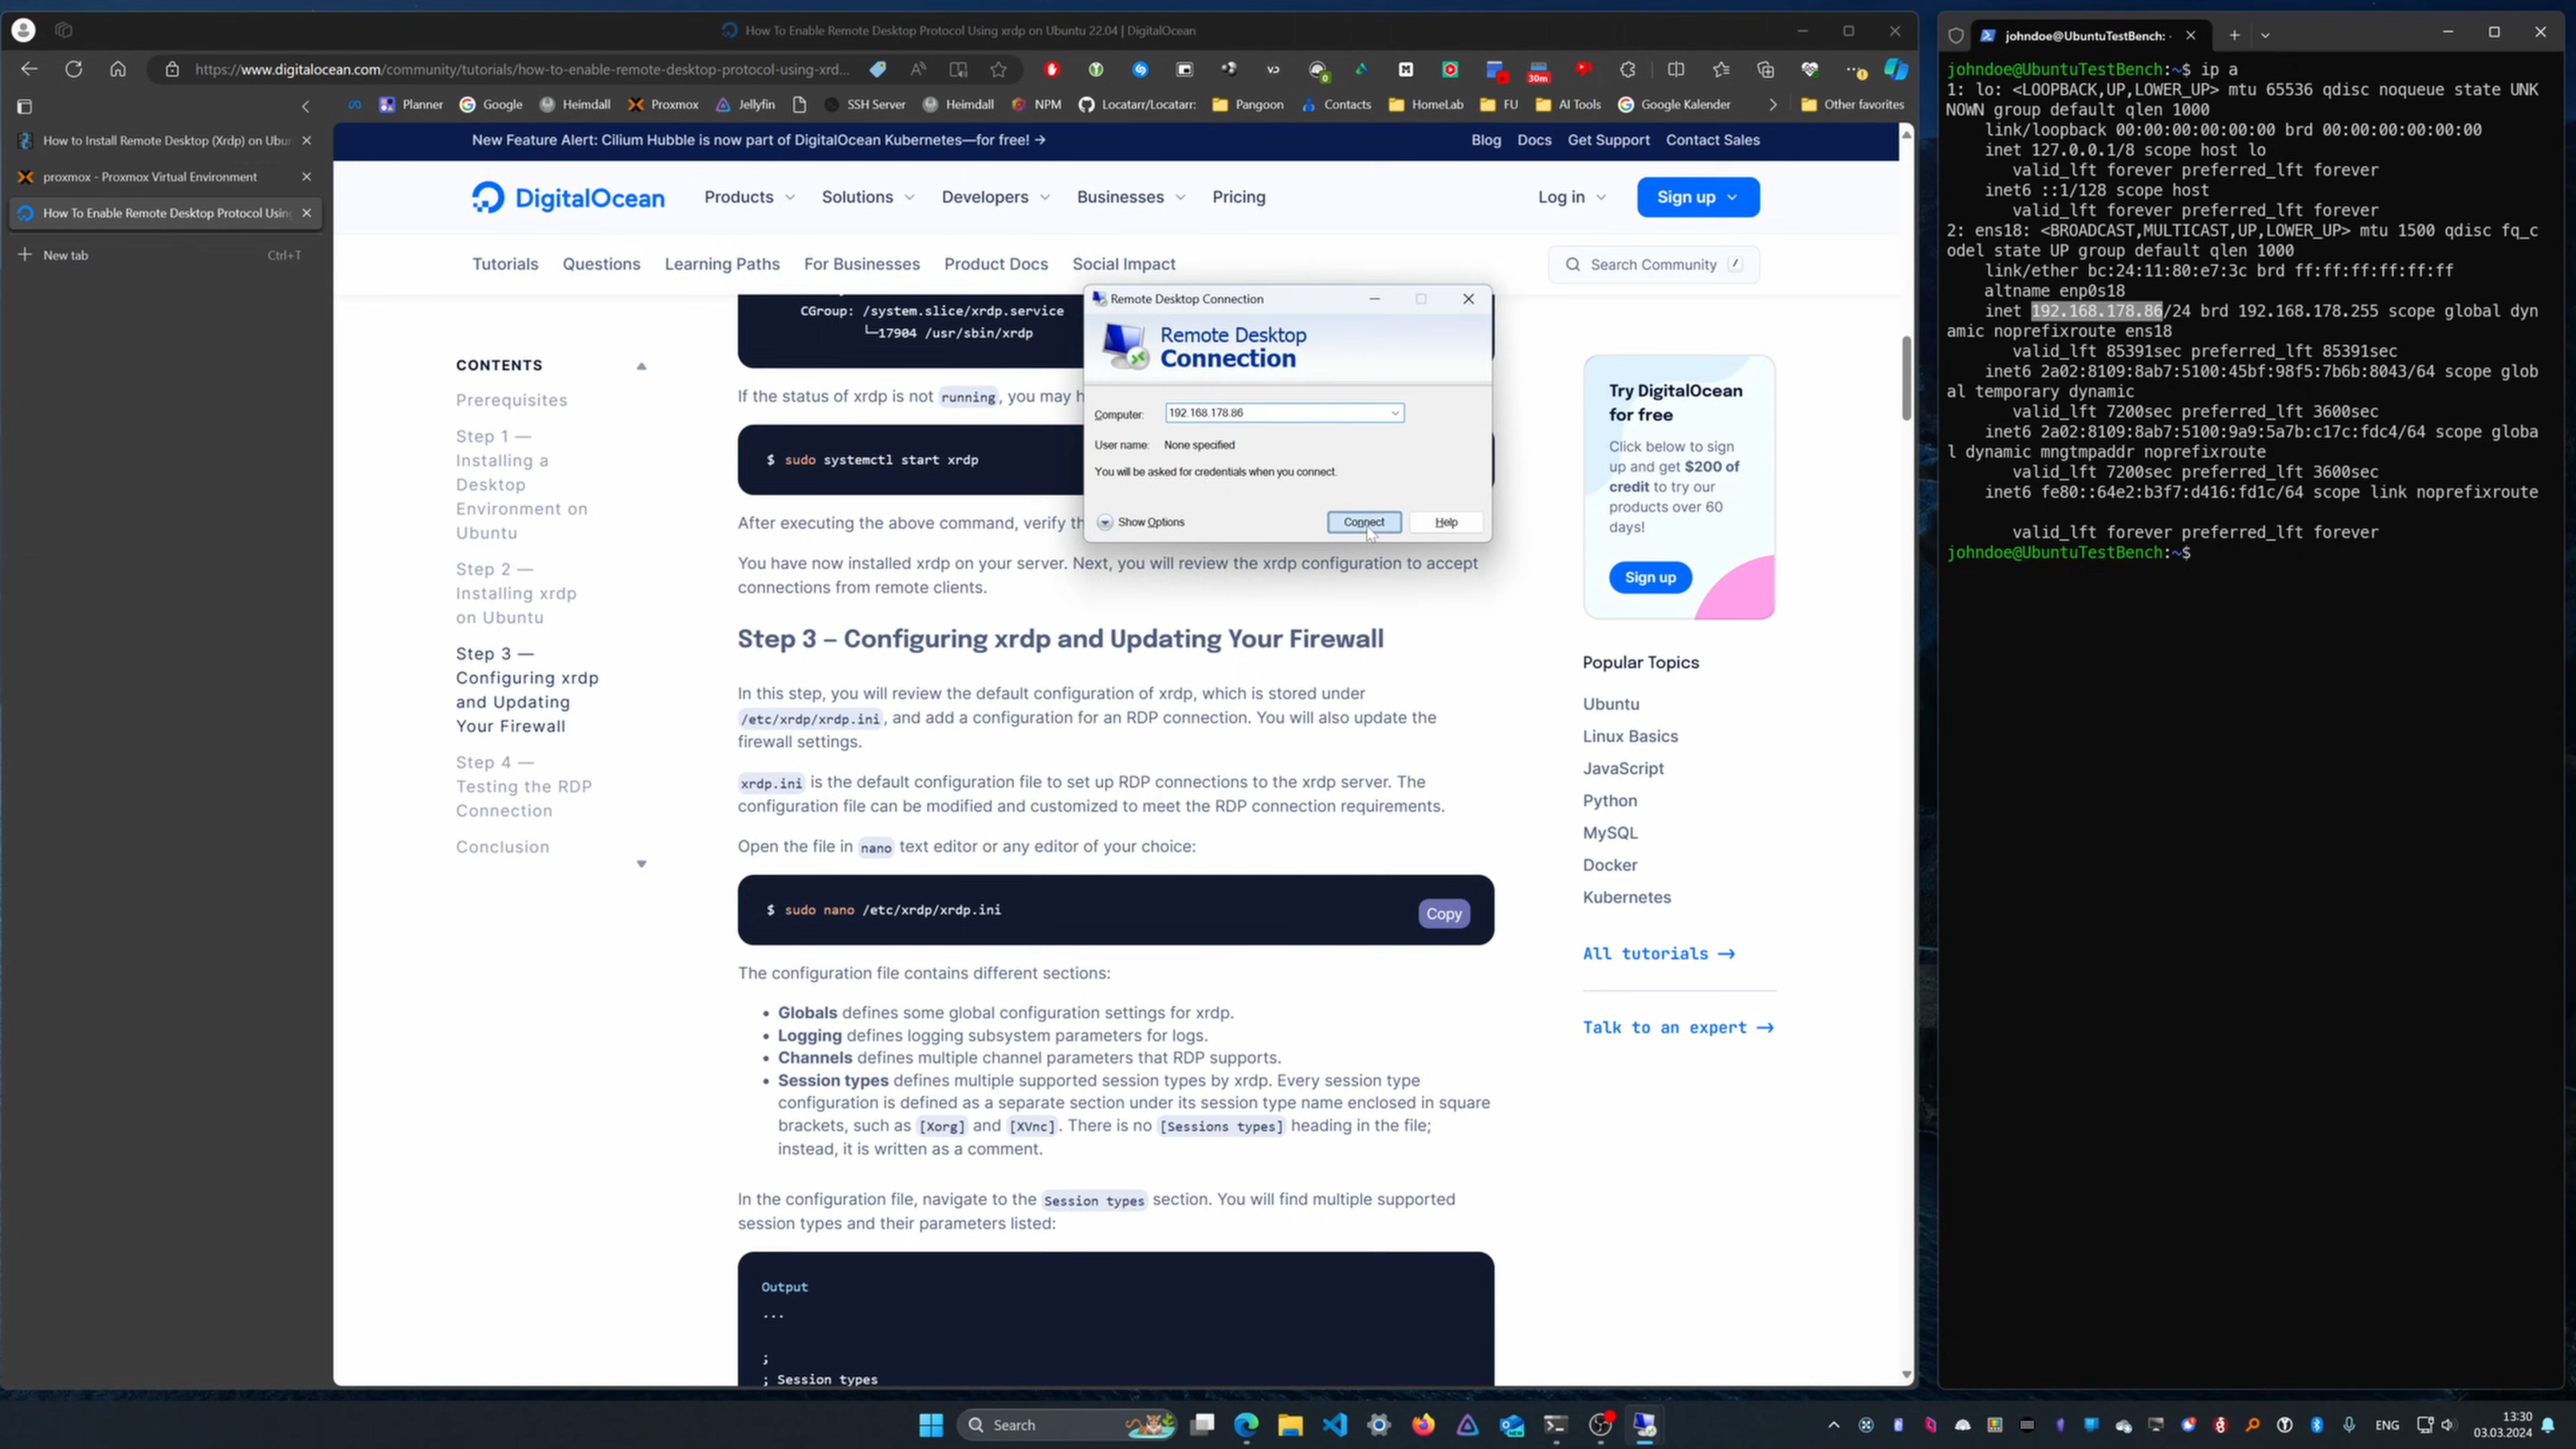 How To Enable Remote Desktop Protocol Using xrdp on Ubuntu 22.04 | DigitalOcean
https://www.digitalocean.com/community/tutorials/how-to-enable-remote-desktop-protocol-using-xrd...
Planner
Google
Heimdall
Proxmox
Jellyfin
SSH Server
Heimdall
NPM
Locatarr/Locatarr:
Pangoon
Contacts
HomeLab
FU
AI Tools
Google Kalender
Other favorites
How to Install Remote Desktop (Xrdp) on Ubun
proxmox - Proxmox Virtual Environment
How To Enable Remote Desktop Protocol Using
New tab
Ctrl+T
New Feature Alert: Cilium Hubble is now part of DigitalOcean Kubernetes—for free! →
Blog Docs Get Support Contact Sales
DigitalOcean
Products Solutions Developers Businesses Pricing
Log in
Sign up
Tutorials Questions Learning Paths For Businesses Product Docs Social Impact
Search Community /
CONTENTS
Prerequisites
Step 1 —
Installing a
Desktop
Environment on
Ubuntu
Step 2 —
Installing xrdp
on Ubuntu
Step 3 —
Configuring xrdp
and Updating
Your Firewall
Step 4 —
Testing the RDP
Connection
Conclusion
CGroup: /system.slice/xrdp.service
└─17904 /usr/sbin/xrdp
If the status of xrdp is not running, you may h
$ sudo systemctl start xrdp
After executing the above command, verify th
You have now installed xrdp on your server. Next, you will review the xrdp configuration to accept
connections from remote clients.
Step 3 – Configuring xrdp and Updating Your Firewall
In this step, you will review the default configuration of xrdp, which is stored under
/etc/xrdp/xrdp.ini, and add a configuration for an RDP connection. You will also update the
firewall settings.
xrdp.ini is the default configuration file to set up RDP connections to the xrdp server. The
configuration file can be modified and customized to meet the RDP connection requirements.
Open the file in nano text editor or any editor of your choice:
$ sudo nano /etc/xrdp/xrdp.ini
Copy
The configuration file contains different sections:
• Globals defines some global configuration settings for xrdp.
• Logging defines logging subsystem parameters for logs.
• Channels defines multiple channel parameters that RDP supports.
• Session types defines multiple supported session types by xrdp. Every session type
configuration is defined as a separate section under its session type name enclosed in square
brackets, such as [Xorg] and [XVnc]. There is no [Sessions types] heading in the file;
instead, it is written as a comment.
In the configuration file, navigate to the Session types section. You will find multiple supported
session types and their parameters listed:
Output
...
;
; Session types
Remote Desktop Connection
Remote Desktop
Connection
Computer: 192.168.178.86
User name: None specified
You will be asked for credentials when you connect.
Show Options
Connect
Help
Try DigitalOcean
for free
Click below to sign
up and get $200 of
credit to try our
products over 60
days!
Sign up
Popular Topics
Ubuntu
Linux Basics
JavaScript
Python
MySQL
Docker
Kubernetes
All tutorials →
Talk to an expert →
johndoe@UbuntuTestBench:
johndoe@UbuntuTestBench:~$ ip a
1: lo: <LOOPBACK,UP,LOWER_UP> mtu 65536 qdisc noqueue state UNK
NOWN group default qlen 1000
link/loopback 00:00:00:00:00:00 brd 00:00:00:00:00:00
inet 127.0.0.1/8 scope host lo
valid_lft forever preferred_lft forever
inet6 ::1/128 scope host
valid_lft forever preferred_lft forever
2: ens18: <BROADCAST,MULTICAST,UP,LOWER_UP> mtu 1500 qdisc fq_c
odel state UP group default qlen 1000
link/ether bc:24:11:80:e7:3c brd ff:ff:ff:ff:ff:ff
altname enp0s18
inet 192.168.178.86/24 brd 192.168.178.255 scope global dyn
amic noprefixroute ens18
valid_lft 85391sec preferred_lft 85391sec
inet6 2a02:8109:8ab7:5100:45bf:98f5:7b6b:8043/64 scope glob
al temporary dynamic
valid_lft 7200sec preferred_lft 3600sec
inet6 2a02:8109:8ab7:5100:9a9:5a7b:c17c:fdc4/64 scope globa
l dynamic mngtmpaddr noprefixroute
valid_lft 7200sec preferred_lft 3600sec
inet6 fe80::64e2:b3f7:d416:fd1c/64 scope link noprefixroute
valid_lft forever preferred_lft forever
johndoe@UbuntuTestBench:~$
Search
ENG
13:30
03.03.2024